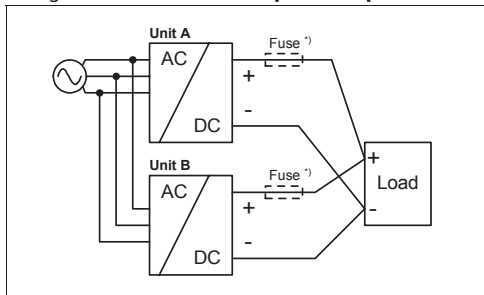 Unit A
AC
Fuse *)
+
-
DC
Unit B
AC
Fuse *)
+
-
DC
+
Load
-